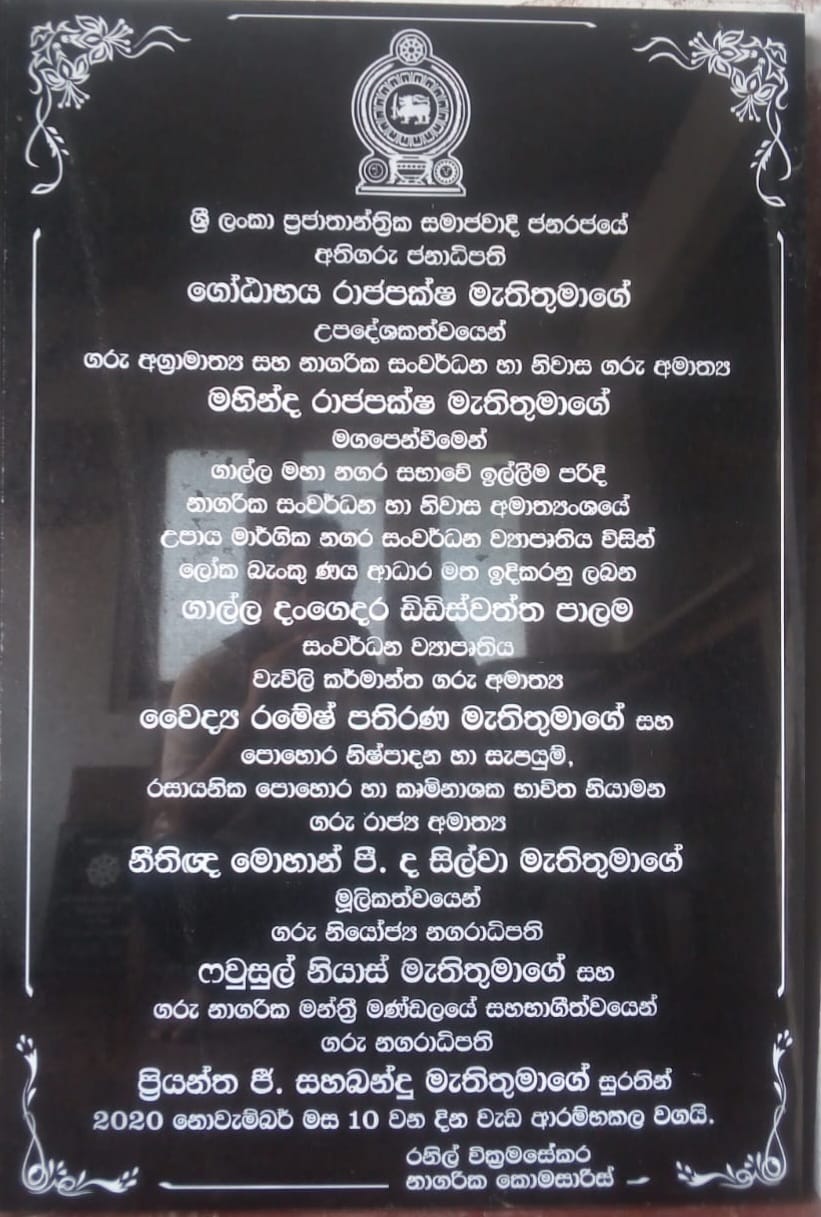 ශ්‍රී ලංකා ප්‍රජාතාන්ත්‍රික සමාජවාදී ජනරජයේ
අතිගරු ජනාධිපති
ගෝඨාභය රාජපක්ෂ මැතිතුමාගේ
උපදේශකත්වයෙන්
ගරු අග්‍රාමාත්‍ය සහ නාගරික සංවර්ධන හා නිවාස ගරු අමාත්‍ය
මහින්ද රාජපක්ෂ මැතිතුමාගේ
මගපෙන්වීමෙන්
ගාල්ල මහා නගර සභාවේ ඉල්ලීම පරිදි
නාගරික සංවර්ධන හා නිවාස අමාත්‍යංශයේ
උපාය මාර්ගික නගර සංවර්ධන ව්‍යාපෘතිය විසින්
ලෝක බැංකු ණය ආධාර මත ඉදිකරනු ලබන
ගාල්ල දංගෙදර ඩිඩිස්වත්ත පාලම
සංවර්ධන ව්‍යාපෘතිය
වැවිලි කර්මාන්ත ගරු අමාත්‍ය
වෛද්‍ය රමේෂ් පතිරණ මැතිතුමාගේ සහ
පොහොර නිෂ්පාදන හා සැපයුම්,
රසායනික පොහොර හා කෘමිනාශක භාවිත නියාමන
ගරු රාජ්‍ය අමාත්‍ය
නීතිඥ මොහාන් පී. ද සිල්වා මැතිතුමාගේ
මූලිකත්වයෙන්
ගරු නියෝජ්‍ය නගරාධිපති
ෆවුසුල් නියාස් මැතිතුමාගේ සහ
ගරු නාගරික මන්ත්‍රී මණ්ඩලයේ සහභාගීත්වයෙන්
ගරු නගරාධිපති
ප්‍රියන්ත ජී. සහබන්දු මැතිතුමාගේ සුරතින්
2020 නොවැම්බර් මස 10 වන දින වැඩ ආරම්භකල වගයි.
රනිල් වික්‍රමසේකර
නාගරික කොමසාරිස්